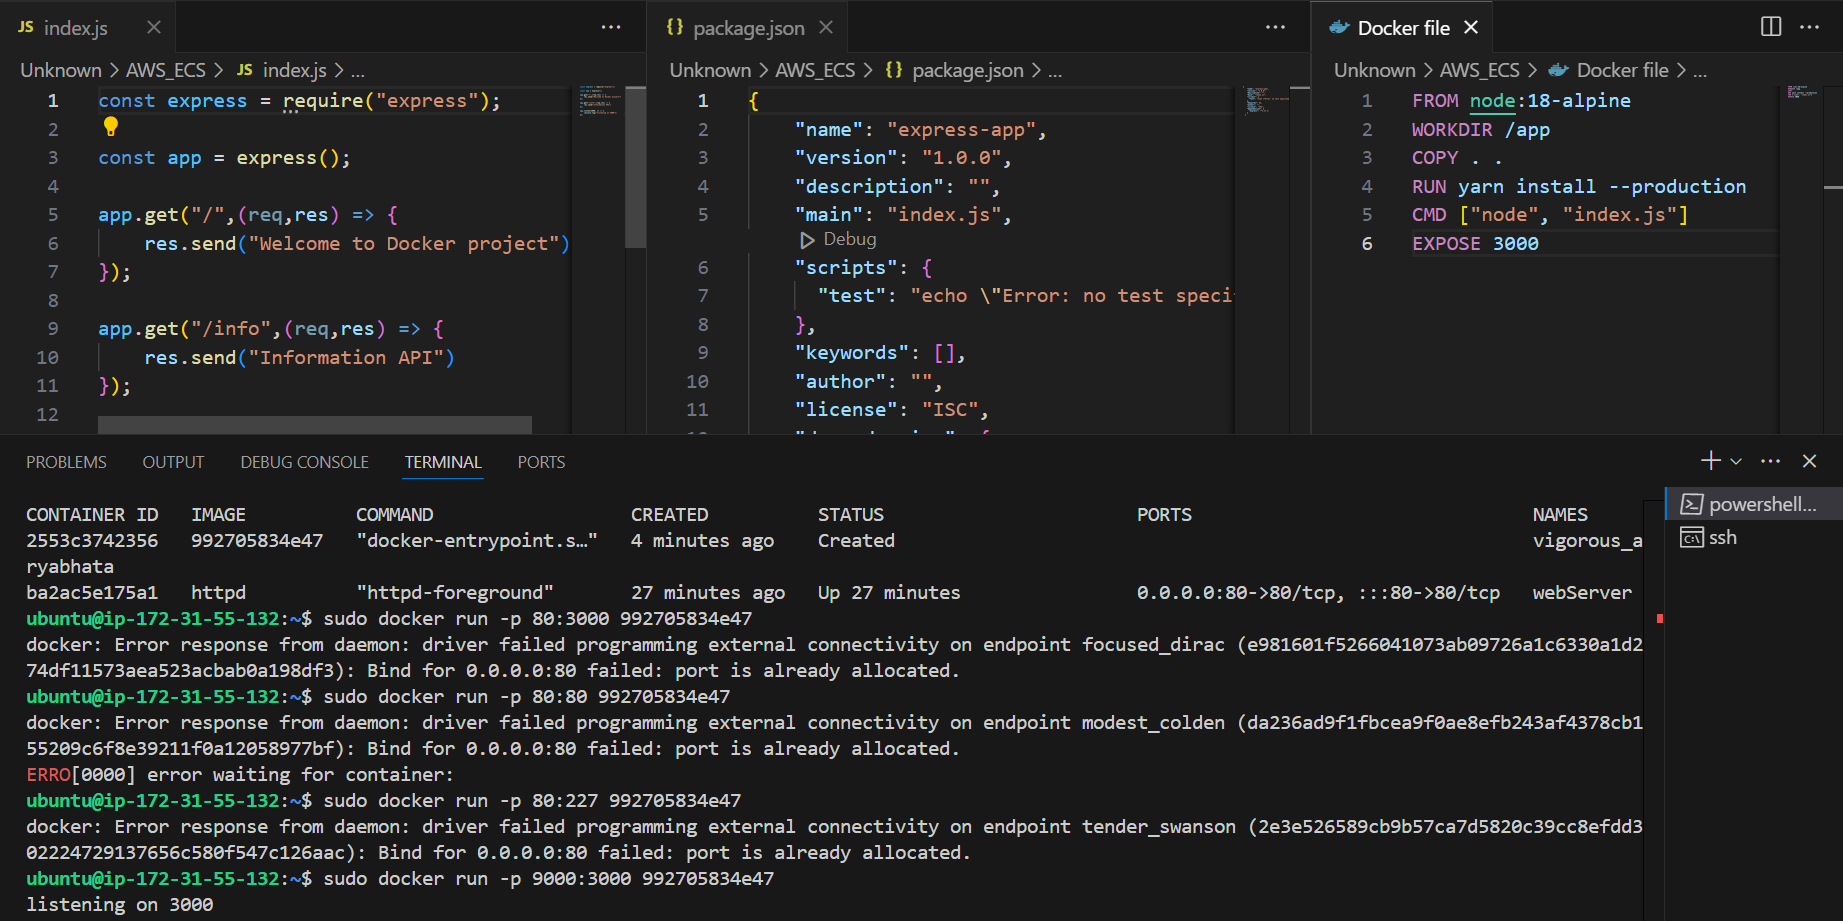 JS index.js ×
Unknown > AWS_ECS > JS index.js > ...
1 const express = require("express");
2
3 const app = express();
4
5 app.get("/",(req,res) => {
6 res.send("Welcome to Docker project")
7 });
8
9 app.get("/info",(req,res) => {
10 res.send("Information API")
11 });
12
{} package.json ×
Unknown > AWS_ECS > {} package.json > ...
1 {
2 "name": "express-app",
3 "version": "1.0.0",
4 "description": "",
5 "main": "index.js",
Debug
6 "scripts": {
7 "test": "echo \"Error: no test speci
8 },
9 "keywords": [],
10 "author": "",
11 "license": "ISC",
Docker file ×
Unknown > AWS_ECS > Docker file > ...
1 FROM node:18-alpine
2 WORKDIR /app
3 COPY . .
4 RUN yarn install --production
5 CMD ["node", "index.js"]
6 EXPOSE 3000
PROBLEMS OUTPUT DEBUG CONSOLE TERMINAL PORTS
powershell...
ssh
CONTAINER ID IMAGE COMMAND CREATED STATUS PORTS NAMES
2553c3742356 992705834e47 "docker-entrypoint.s…" 4 minutes ago Created vigorous_a
ryabhata
ba2ac5e175a1 httpd "httpd-foreground" 27 minutes ago Up 27 minutes 0.0.0.0:80->80/tcp, :::80->80/tcp webServer
ubuntu@ip-172-31-55-132:~$ sudo docker run -p 80:3000 992705834e47
docker: Error response from daemon: driver failed programming external connectivity on endpoint focused_dirac (e981601f5266041073ab09726a1c6330a1d2
74df11573aea523acbab0a198df3): Bind for 0.0.0.0:80 failed: port is already allocated.
ubuntu@ip-172-31-55-132:~$ sudo docker run -p 80:80 992705834e47
docker: Error response from daemon: driver failed programming external connectivity on endpoint modest_colden (da236ad9f1fbcea9f0ae8efb243af4378cb1
55209c6f8e39211f0a12058977bf): Bind for 0.0.0.0:80 failed: port is already allocated.
ERRO[0000] error waiting for container:
ubuntu@ip-172-31-55-132:~$ sudo docker run -p 80:227 992705834e47
docker: Error response from daemon: driver failed programming external connectivity on endpoint tender_swanson (2e3e526589cb9b57ca7d5820c39cc8efdd3
02224729137656c580f547c126aac): Bind for 0.0.0.0:80 failed: port is already allocated.
ubuntu@ip-172-31-55-132:~$ sudo docker run -p 9000:3000 992705834e47
listening on 3000